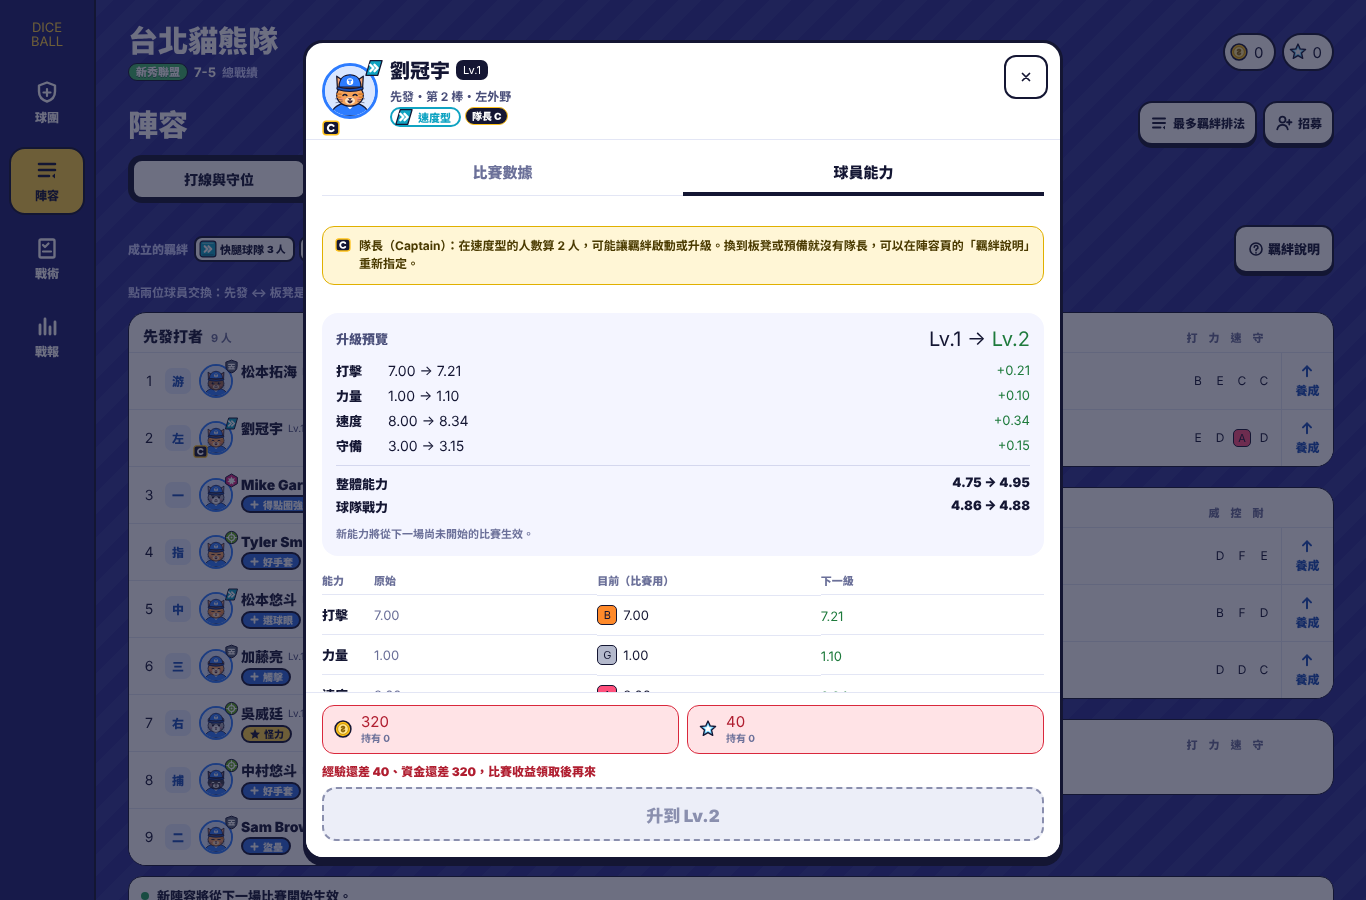 DICE
BALL
球團
陣容
戰術
戰報
台北貓熊隊
新秀聯盟 7-5 總戰績
0 0
陣容
最多羈絆排法 招募
打線與守位
成立的羈絆 快腿球隊 3 人
羈絆說明
點兩位球員交換：先發 ↔ 板凳是
先發打者 9 人
1 游 松本拓海
2 左 劉冠宇 Lv.1
C
3 一 Mike Gar
+ 得點圈強
4 指 Tyler Sm
+ 好手套
5 中 松本悠斗
+ 選球眼
6 三 加藤亮 Lv.1
+ 觸擊
7 右 吳威廷 Lv.1
★ 怪力
8 捕 中村悠斗
+ 好手套
9 二 Sam Brow
+ 盜壘
新陣容將從下一場比賽開始生效。
打 力 速 守
B E C C ↑ 養成
E D A D ↑ 養成
威 控 耐
D F E ↑ 養成
B F D ↑ 養成
D D C ↑ 養成
打 力 速 守
劉冠宇 Lv.1
先發・第 2 棒・左外野
速度型 隊長 C
C
×
比賽數據 球員能力
C 隊長（Captain）：在速度型的人數算 2 人，可能讓羈絆啟動或升級。換到板凳或預備就沒有隊長，可以在陣容頁的「羈絆說明」
重新指定。
升級預覽 Lv.1 → Lv.2
打擊 7.00 → 7.21 +0.21
力量 1.00 → 1.10 +0.10
速度 8.00 → 8.34 +0.34
守備 3.00 → 3.15 +0.15
整體能力 4.75 → 4.95
球隊戰力 4.86 → 4.88
新能力將從下一場尚未開始的比賽生效。
能力 原始 目前（比賽用） 下一級
打擊 7.00 B 7.00 7.21
力量 1.00 G 1.00 1.10
320
持有 0
40
持有 0
經驗還差 40、資金還差 320，比賽收益領取後再來
升到 Lv.2